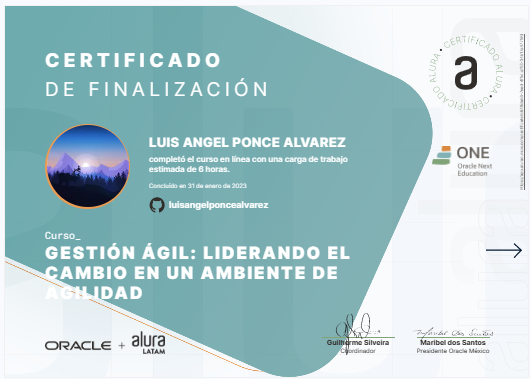 CERTIFICADO
DE FINALIZACIÓN
LUIS ANGEL PONCE ALVAREZ
completó el curso en línea con una carga de trabajo
estimada de 6 horas.
Concluido en 31 de enero de 2023
luisangelponcealvarez
Curso_
GESTIÓN ÁGIL: LIDERANDO EL
CAMBIO EN UN AMBIENTE DE
AGILIDAD
ORACLE + alura
LATAM
Guilherme Silveira
Coordinador
Maribel dos Santos
Presidente Oracle México
CERTIFICADO ALURA • CERTIFICADO ALURA •
a
ONE
Oracle Next
Education